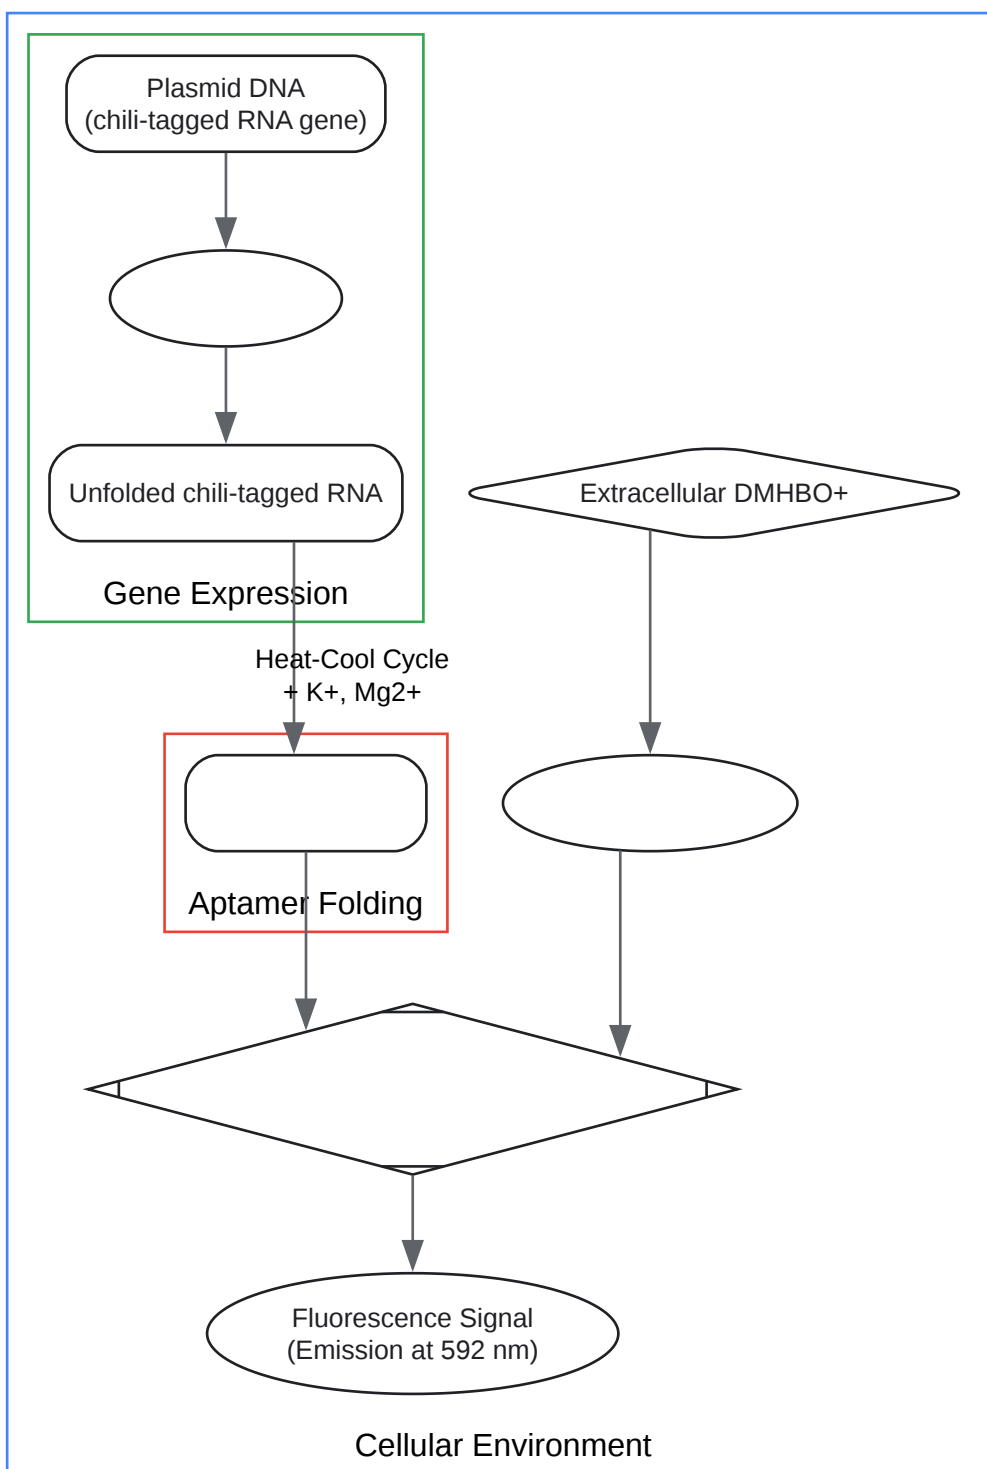 Plasmid DNA
(chili-tagged RNA gene)
Unfolded chili-tagged RNA
Extracellular DMHBO+
Gene Expression
Heat-Cool Cycle
+ K+, Mg2+
Aptamer Folding
Fluorescence Signal
(Emission at 592 nm)
Cellular Environment